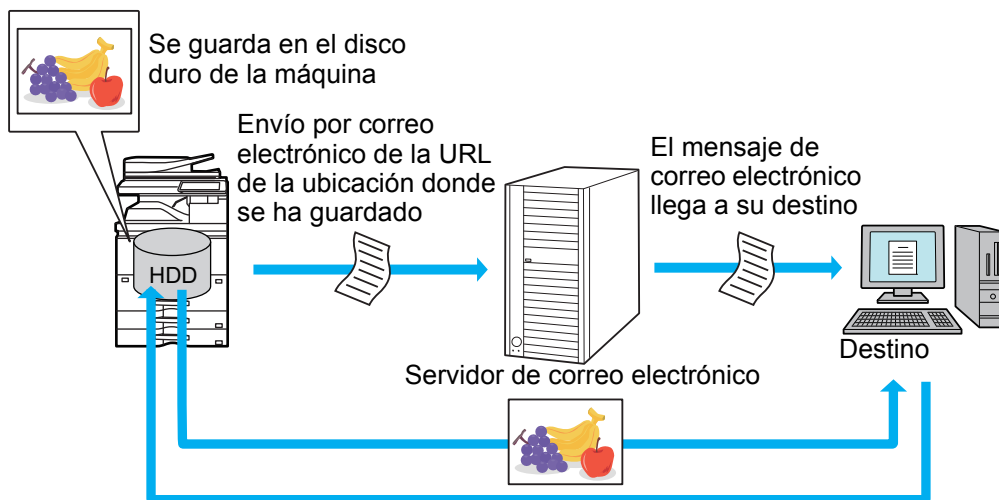 Se guarda en el disco
duro de la máquina
Envío por correo
electrónico de la URL
de la ubicación donde
se ha guardado
El mensaje de
correo electrónico
llega a su destino
HDD
Destino
Servidor de correo electrónico